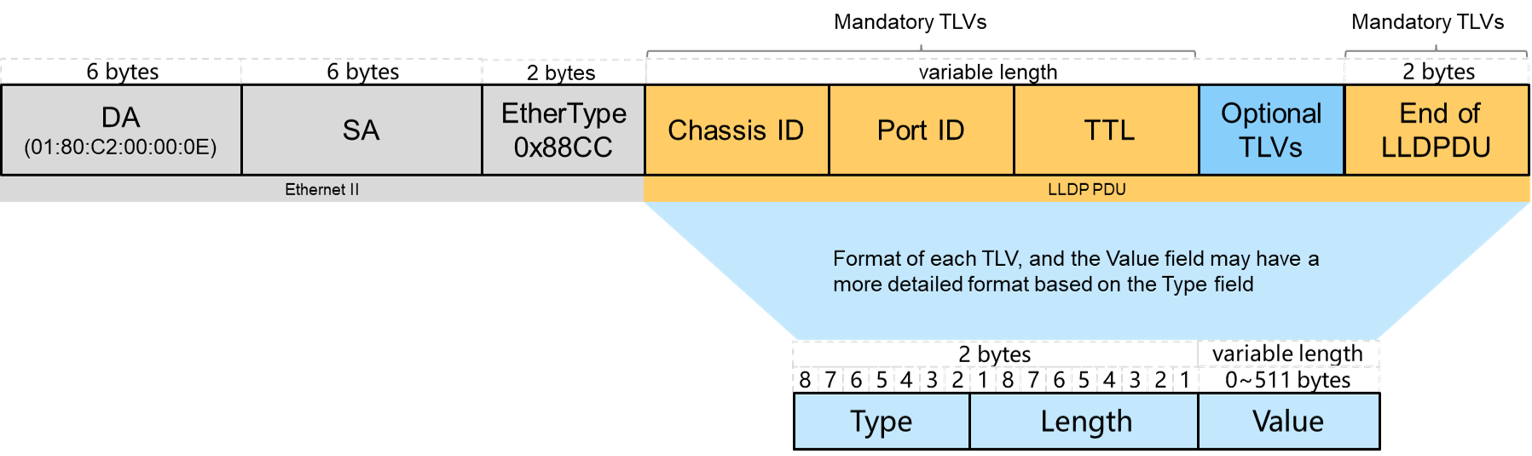 Mandatory TLVs Mandatory TLVs
6 bytes 6 bytes 2 bytes variable length 2 bytes
DA
(01:80:C2:00:00:0E)
SA
EtherType
0x88CC
Chassis ID
Port ID
TTL
Optional
TLVs
End of
LLDPDU
Ethernet II LLDP PDU
Format of each TLV, and the Value field may have a
more detailed format based on the Type field
2 bytes variable length
8 7 6 5 4 3 2 1 8 7 6 5 4 3 2 1 0~511 bytes
Type Length Value